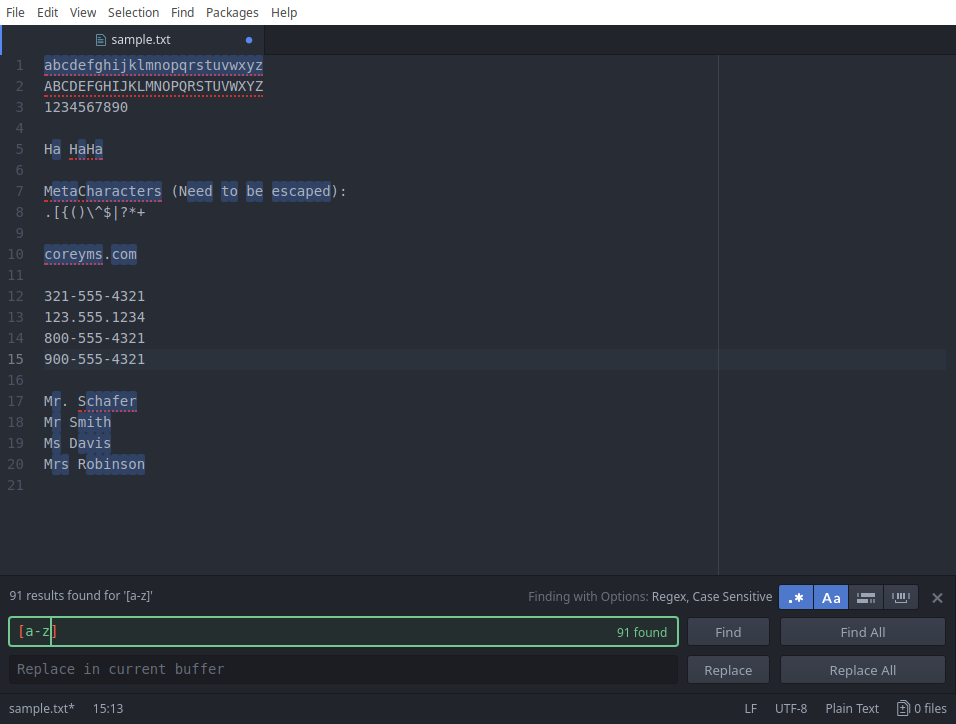 File Edit View Selection Find Packages Help
sample.txt
1 abcdefghijklmnopqrstuvwxyz
2 ABCDEFGHIJKLMNOPQRSTUVWXYZ
3 1234567890
4
5 Ha HaHa
6
7 MetaCharacters (Need to be escaped):
8 .[{()\^$|?*+
9
10 coreyms.com
11
12 321-555-4321
13 123.555.1234
14 800-555-4321
15 900-555-4321
16
17 Mr. Schafer
18 Mr Smith
19 Ms Davis
20 Mrs Robinson
21
91 results found for '[a-z]' Finding with Options: Regex, Case Sensitive .* Aa
[a-z] 91 found Find Find All
Replace in current buffer Replace Replace All
sample.txt* 15:13 LF UTF-8 Plain Text 0 files